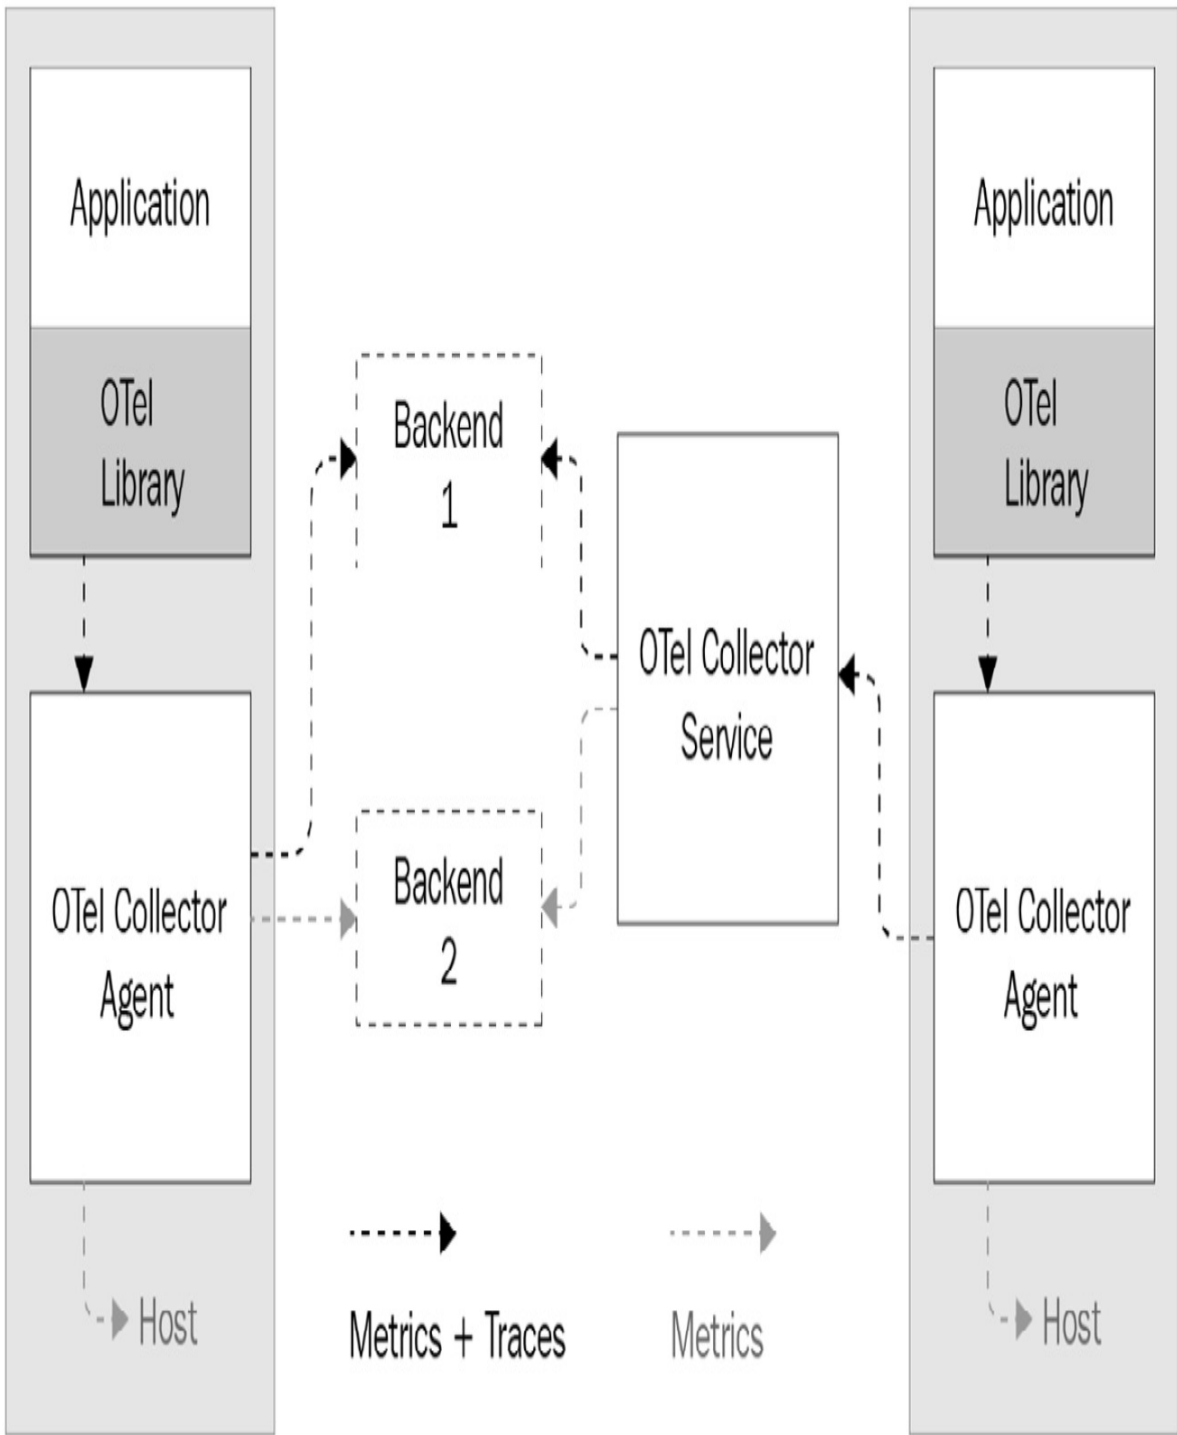 Application
OTel
Library
OTel Collector
Agent
Host
Backend
1
Backend
2
OTel Collector
Service
Application
OTel
Library
OTel Collector
Agent
Host
Metrics + Traces
Metrics